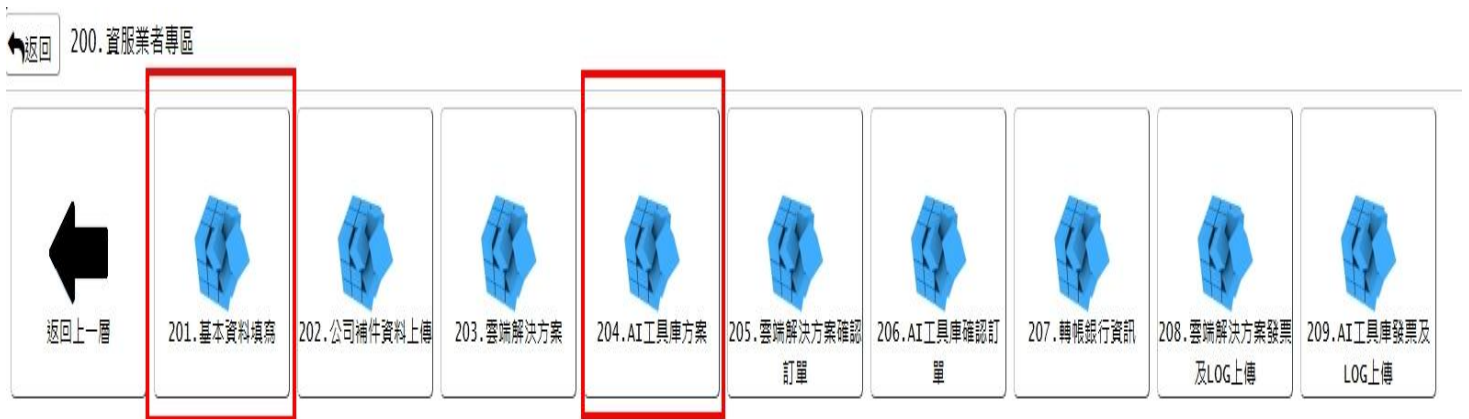 返回 200.資服業者專區
返回上一層
201.基本資料填寫
202.公司補件資料上傳
203.雲端解決方案
204.AI工具庫方案
205.雲端解決方案確認
訂單
206.AI工具庫確認訂
單
207.轉帳銀行資訊
208.雲端解決方案發票
及LOG上傳
209.AI工具庫發票及
LOG上傳